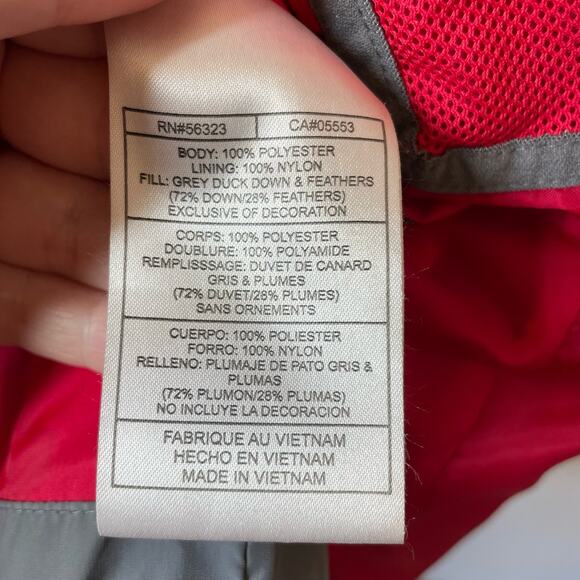 RN#56323 CA#05553
BODY: 100% POLYESTER
LINING: 100% NYLON
FILL: GREY DUCK DOWN & FEATHERS
(72% DOWN/28% FEATHERS)
EXCLUSIVE OF DECORATION
CORPS: 100% POLYESTER
DOUBLURE: 100% POLYAMIDE
REMPLISSSAGE: DUVET DE CANARD
GRIS & PLUMES
(72% DUVET/28% PLUMES)
SANS ORNEMENTS
CUERPO: 100% POLIESTER
FORRO: 100% NYLON
RELLENO: PLUMAJE DE PATO GRIS &
PLUMAS
(72% PLUMON/28% PLUMAS)
NO INCLUYE LA DECORACION
FABRIQUE AU VIETNAM
HECHO EN VIETNAM
MADE IN VIETNAM